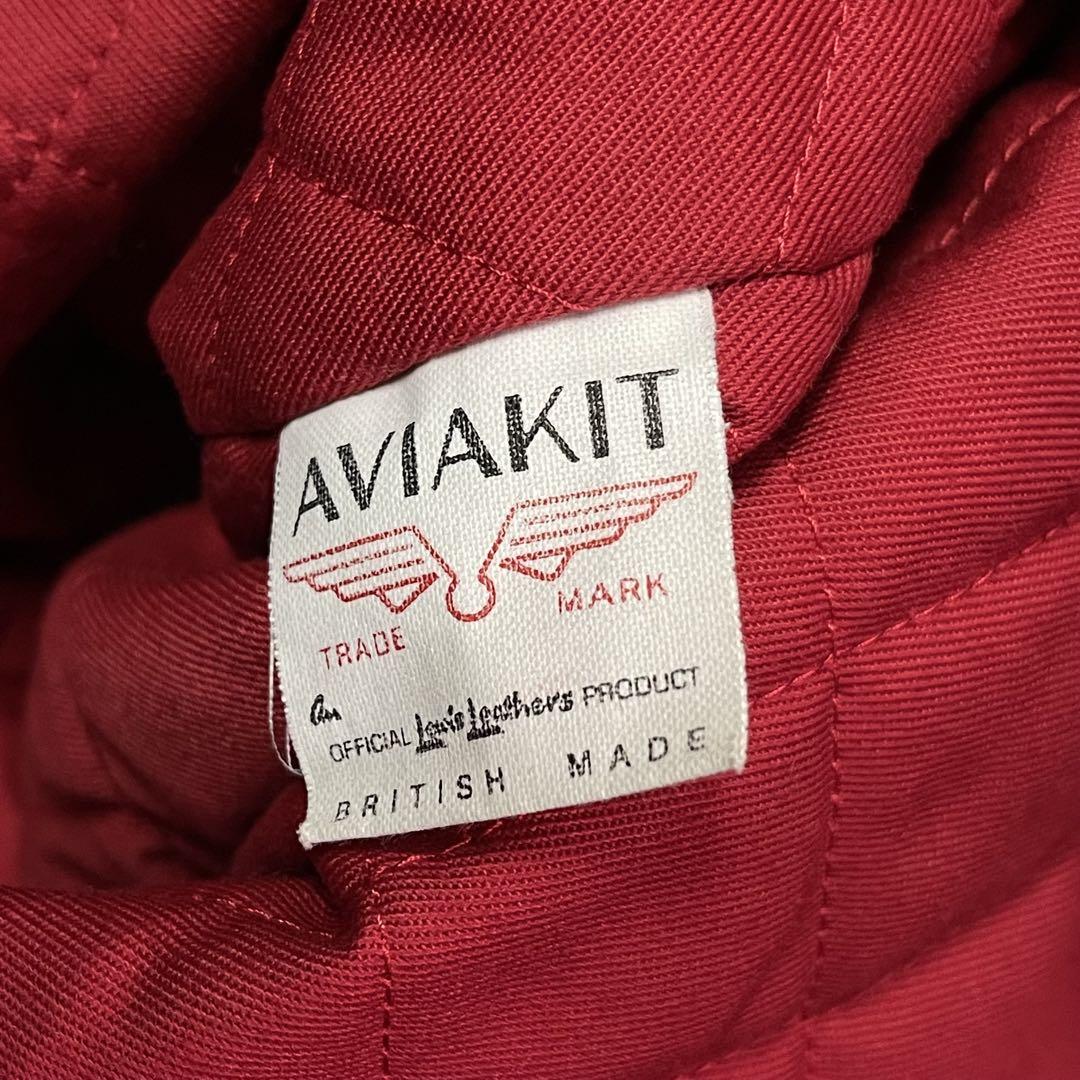 AVIAKIT
TRADE MARK
an
OFFICIAL Lewis Leathers PRODUCT
BRITISH MADE